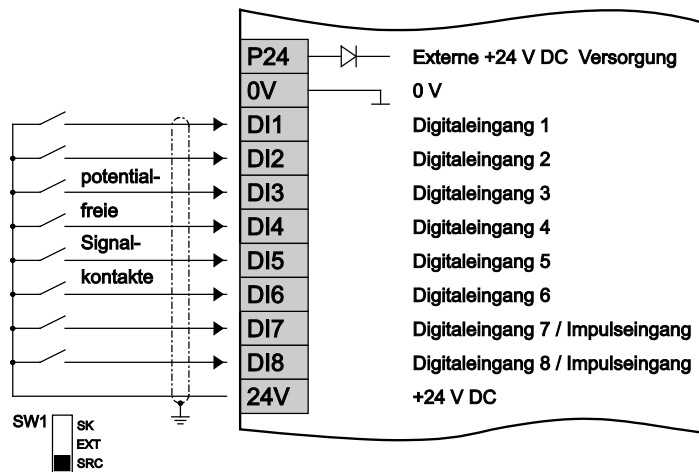 P24 Externe +24 V DC Versorgung
0V 0 V
DI1 Digitaleingang 1
DI2 Digitaleingang 2
potential-
DI3 Digitaleingang 3
freie
DI4 Digitaleingang 4
Signal-
DI5 Digitaleingang 5
kontakte
DI6 Digitaleingang 6
DI7 Digitaleingang 7 / Impulseingang
DI8 Digitaleingang 8 / Impulseingang
24V +24 V DC
SW1 SK
EXT
SRC